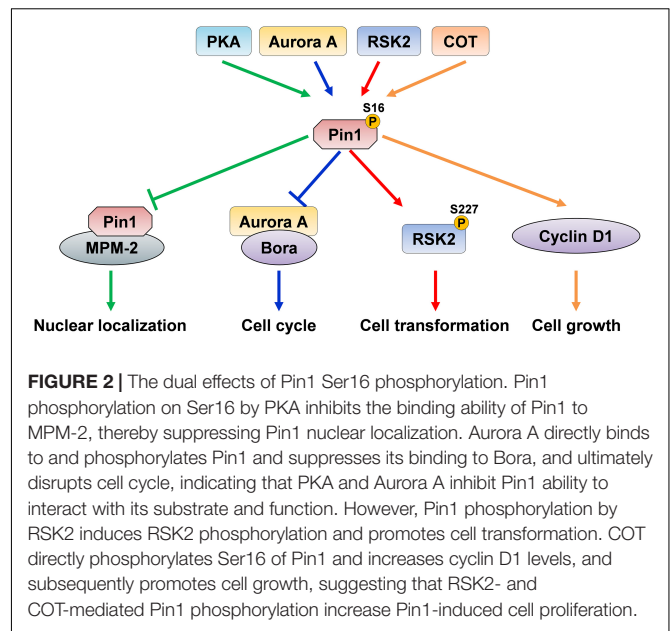 PKA Aurora A RSK2 COT
S16
P
Pin1
S227
Pin1 Aurora A P
MPM-2 Bora RSK2 Cyclin D1
Nuclear localization Cell cycle Cell transformation Cell growth
FIGURE 2 | The dual effects of Pin1 Ser16 phosphorylation. Pin1
phosphorylation on Ser16 by PKA inhibits the binding ability of Pin1 to
MPM-2, thereby suppressing Pin1 nuclear localization. Aurora A directly binds
to and phosphorylates Pin1 and suppresses its binding to Bora, and ultimately
disrupts cell cycle, indicating that PKA and Aurora A inhibit Pin1 ability to
interact with its substrate and function. However, Pin1 phosphorylation by
RSK2 induces RSK2 phosphorylation and promotes cell transformation. COT
directly phosphorylates Ser16 of Pin1 and increases cyclin D1 levels, and
subsequently promotes cell growth, suggesting that RSK2- and
COT-mediated Pin1 phosphorylation increase Pin1-induced cell proliferation.